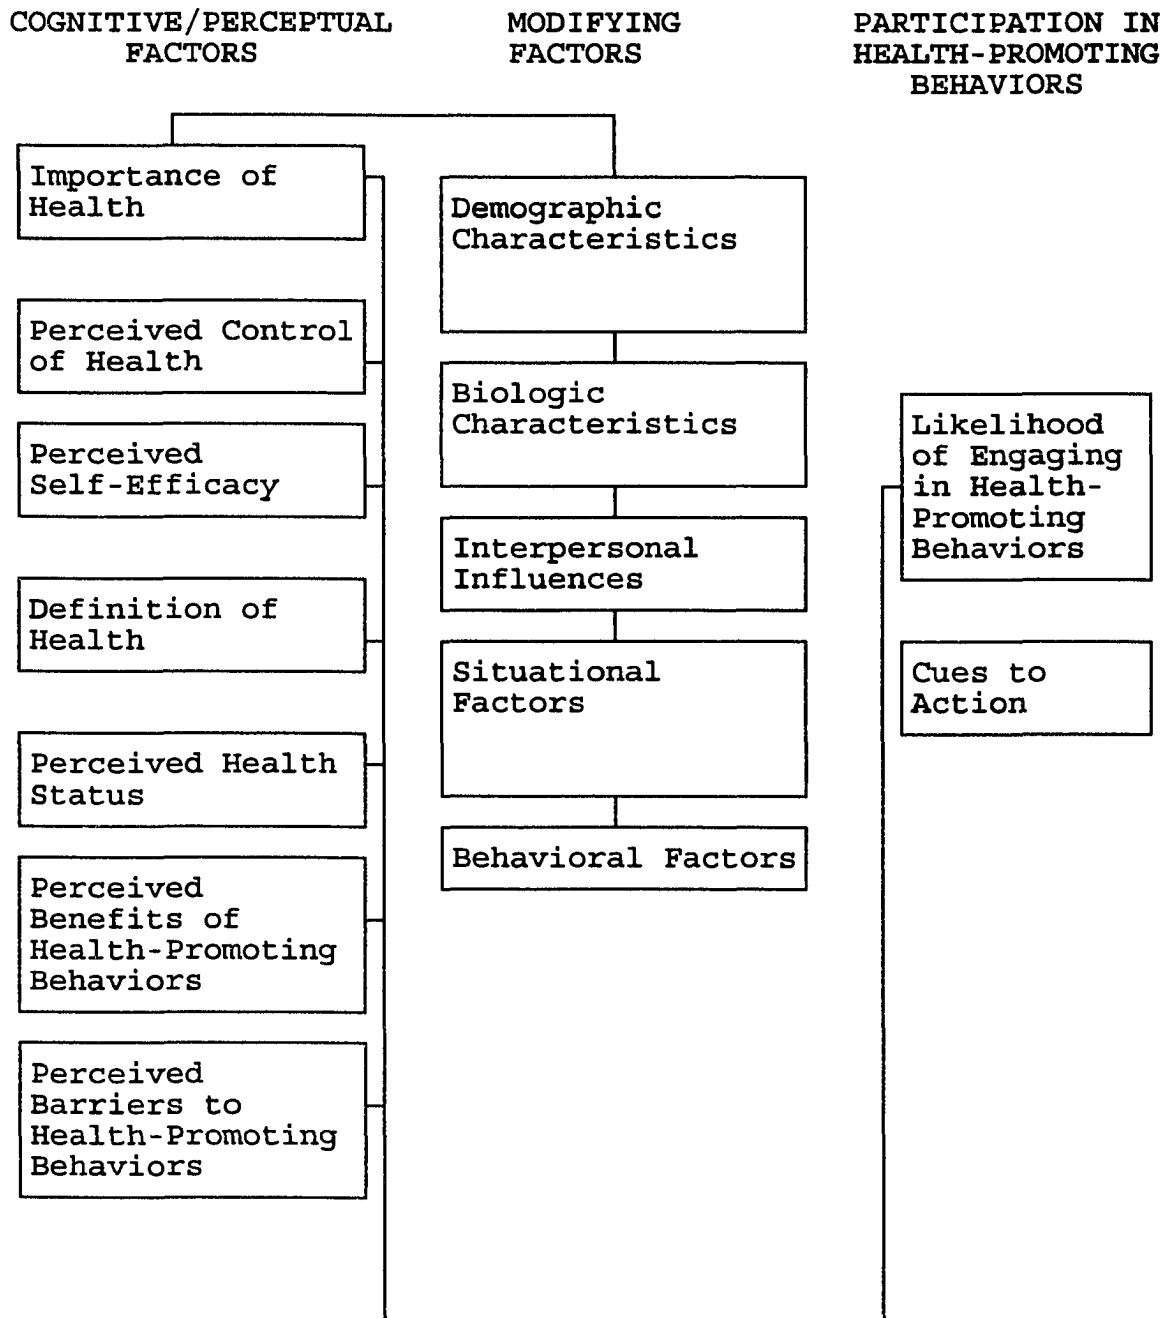 COGNITIVE/PERCEPTUAL
FACTORS
MODIFYING
FACTORS
PARTICIPATION IN
HEALTH-PROMOTING
BEHAVIORS
Importance of
Health
Perceived Control
of Health
Perceived
Self-Efficacy
Definition of
Health
Perceived Health
Status
Perceived
Benefits of
Health-Promoting
Behaviors
Perceived
Barriers to
Health-Promoting
Behaviors
Demographic
Characteristics
Biologic
Characteristics
Interpersonal
Influences
Situational
Factors
Behavioral Factors
Likelihood
of Engaging
in Health-
Promoting
Behaviors
Cues to
Action